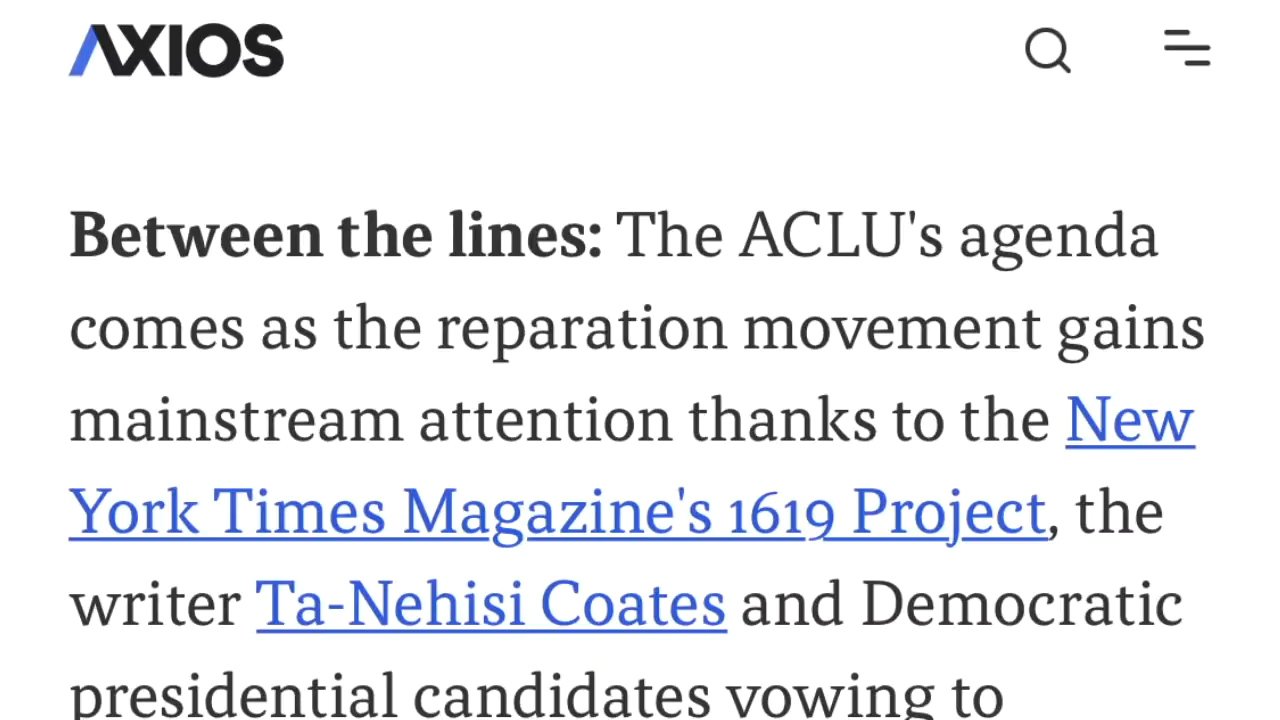 AXIOS
Between the lines: The ACLU's agenda
comes as the reparation movement gains
mainstream attention thanks to the New
York Times Magazine's 1619 Project, the
writer Ta-Nehisi Coates and Democratic
presidential candidates vowing to